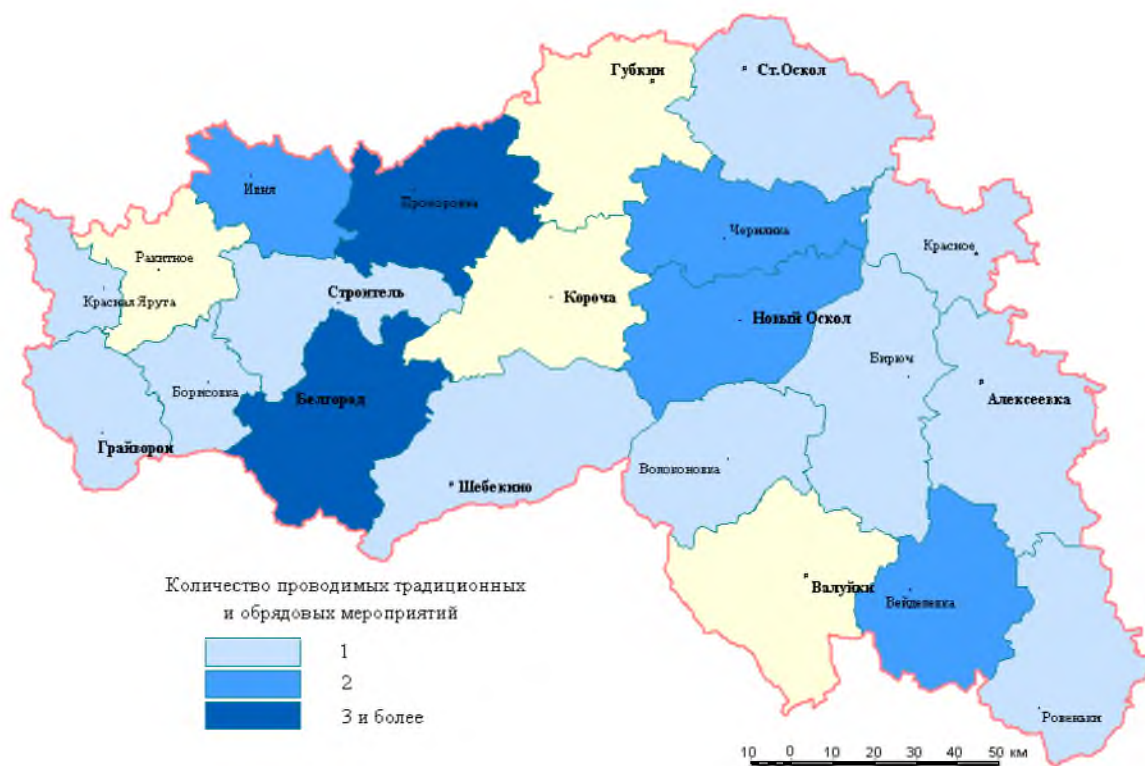 Губкин
Ст.Оскол
Ивня
Прохоровка
Чернянка
Красное
Ракитное
Красная Яруга
Строитель
Короча
Новый Оскол
Бирюч
Борисовка
Белгород
Алексеевка
Грайворон
Волоконовка
Шебекино
Валуйки
Вейделевка
Ровеньки
Количество проводимых традиционных
и обрядовых мероприятий
1
2
3 и более
10 0 10 20 30 40 50 км